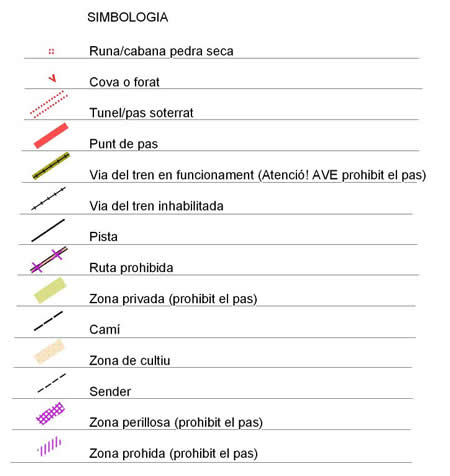 SIMBOLOGIA
Runa/cabana pedra seca
Cova o forat
Tunel/pas soterrat
Punt de pas
Via del tren en funcionament (Atenció! AVE prohibit el pas)
Via del tren inhabilitada
Pista
Ruta prohibida
Zona privada (prohibit el pas)
Camí
Zona de cultiu
Sender
Zona perillosa (prohibit el pas)
Zona prohida (prohibit el pas)